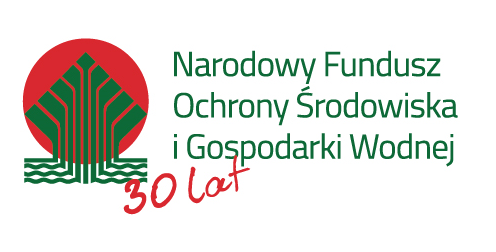 Narodowy Fundusz
Ochrony Środowiska
i Gospodarki Wodnej
30 lat